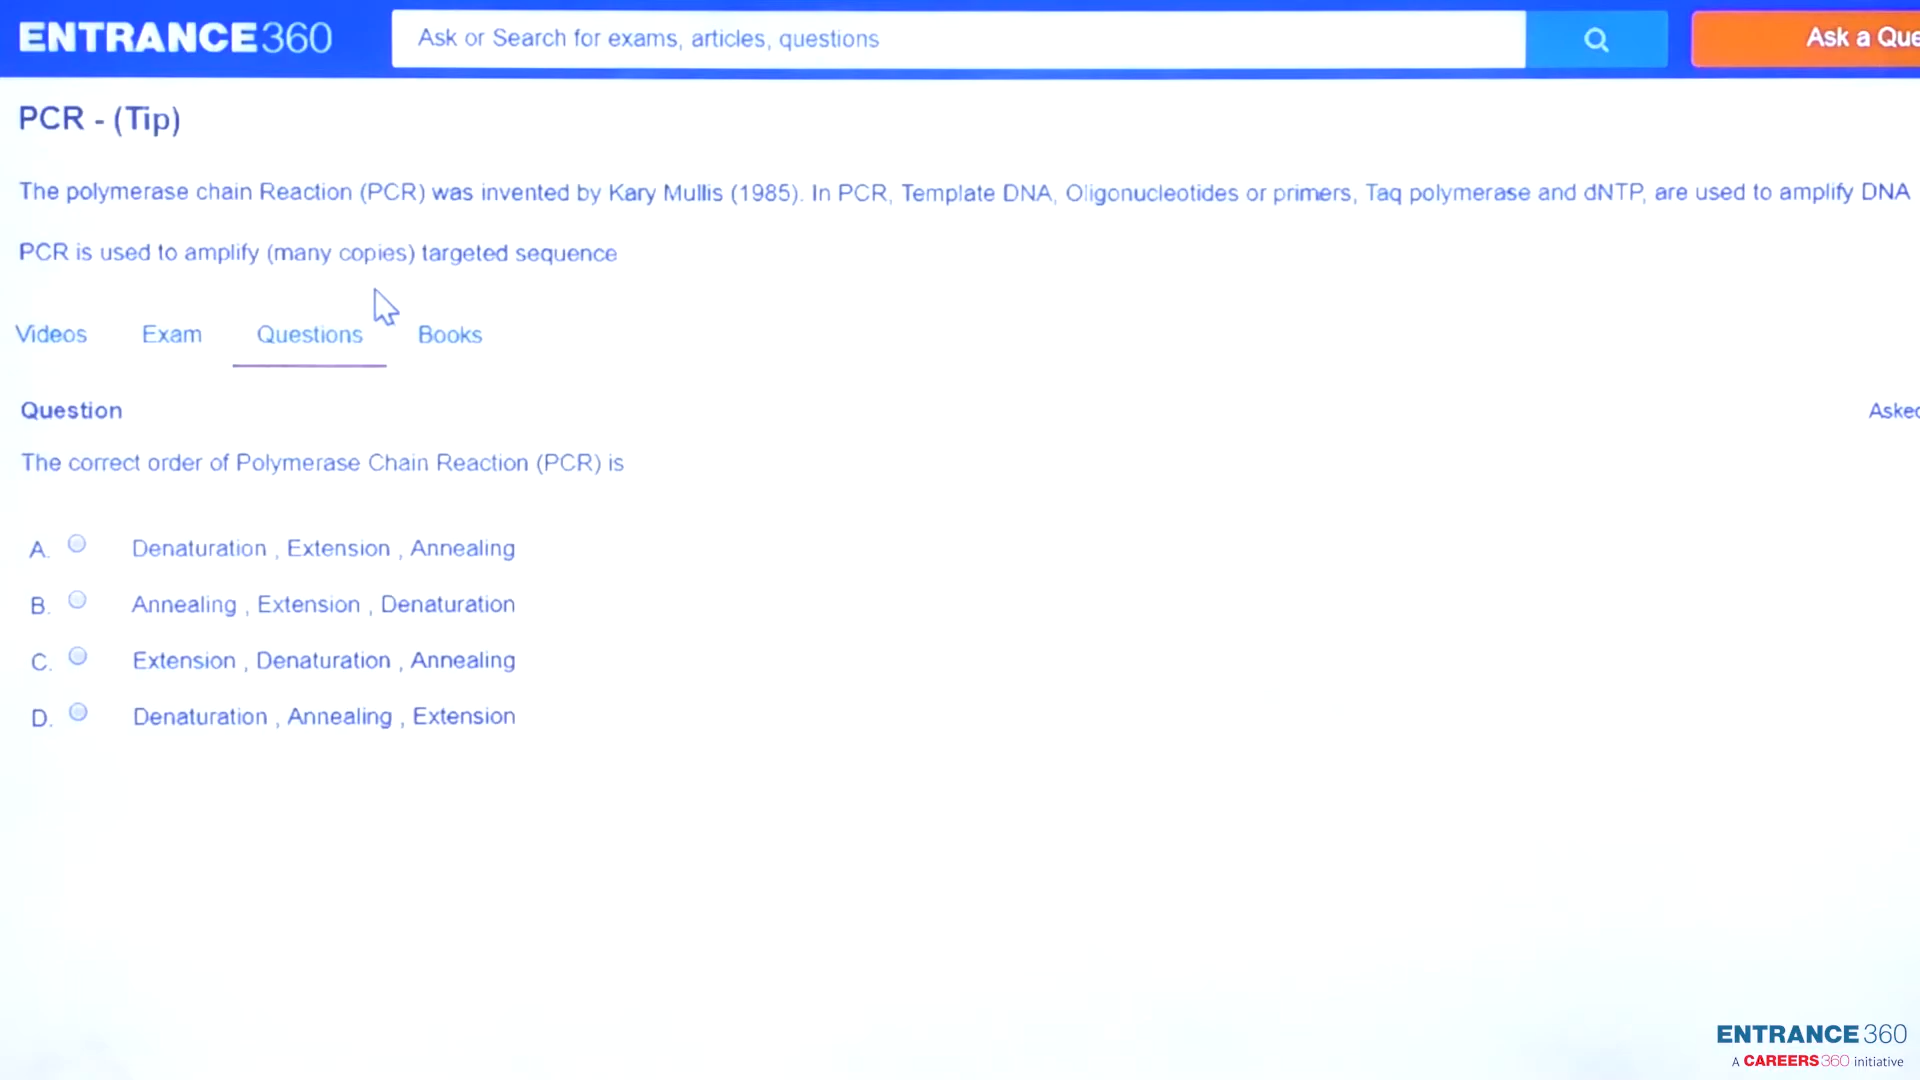 ENTRANCE360
Ask or Search for exams, articles, questions
Ask a Que
PCR - (Tip)
The polymerase chain Reaction (PCR) was invented by Kary Mullis (1985). In PCR, Template DNA, Oligonucleotides or primers, Taq polymerase and dNTP, are used to amplify DNA
PCR is used to amplify (many copies) targeted sequence
Videos Exam Questions Books
Question
Asked
The correct order of Polymerase Chain Reaction (PCR) is
A. Denaturation , Extension , Annealing
B. Annealing , Extension , Denaturation
C. Extension , Denaturation , Annealing
D. Denaturation , Annealing , Extension
ENTRANCE360
A CAREERS360 initiative